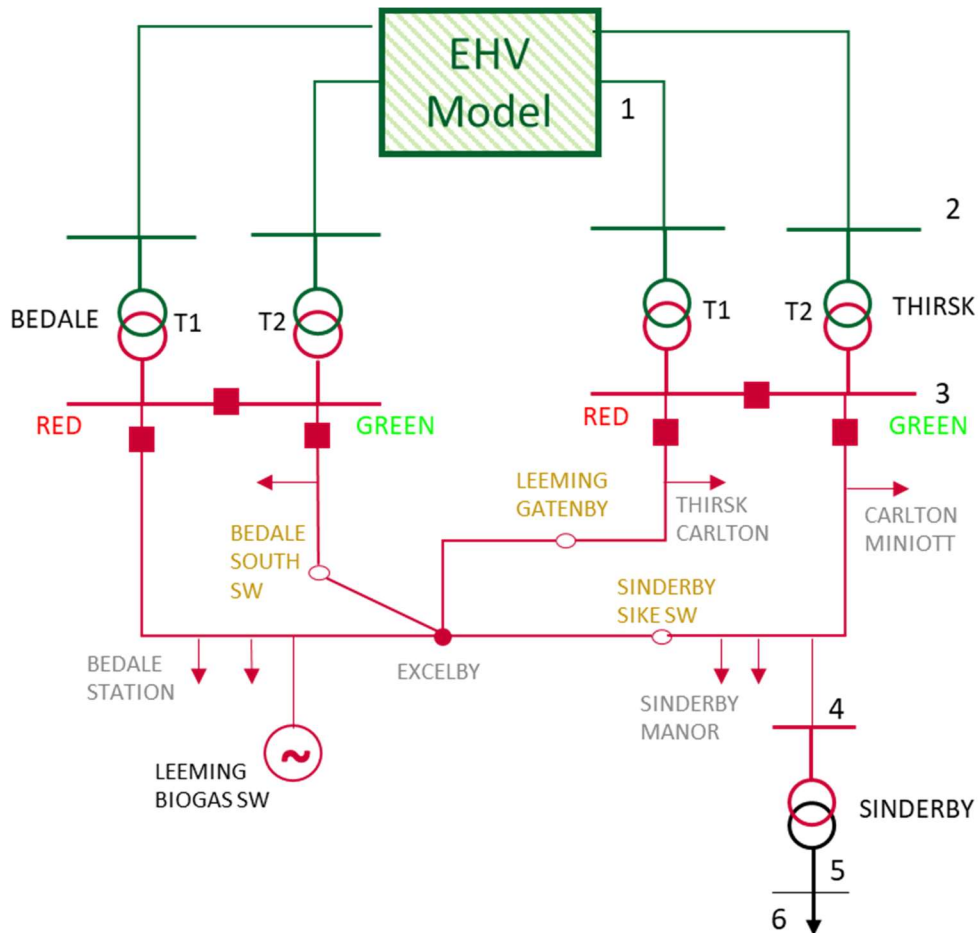 EHV
Model
1
2
BEDALE
T1
T2
T1
T2
THIRSK
3
RED
GREEN
RED
GREEN
LEEMING
GATENBY
THIRSK
CARLTON
CARLTON
MINIOTT
BEDALE
SOUTH
SW
SINDERBY
SIKE SW
BEDALE
STATION
EXCELBY
SINDERBY
MANOR
4
LEEMING
BIOGAS SW
~
SINDERBY
5
6